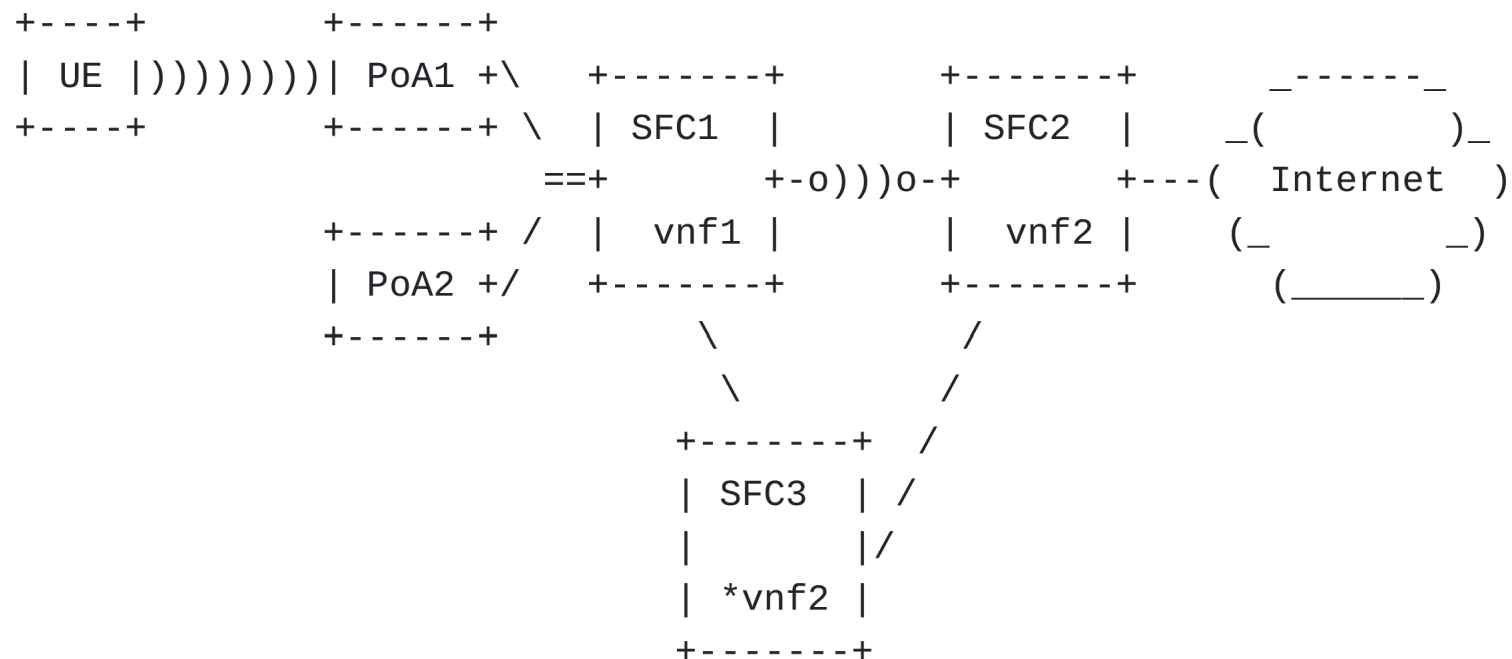 +----+        +------+
| UE |))))))))| PoA1 +\   +-------+       +-------+      _------_
+----+        +------+ \  | SFC1  |       | SFC2  |    _(        )_
                        ==+       +-o)))o-+       +---(  Internet  )
              +------+ /  |  vnf1 |       |  vnf2 |    (_        _)
              | PoA2 +/   +-------+       +-------+      (______)
              +------+         \           /
                                \         /
                              +-------+  /
                              | SFC3  | /
                              |       |/
                              | *vnf2 |
                              +-------+